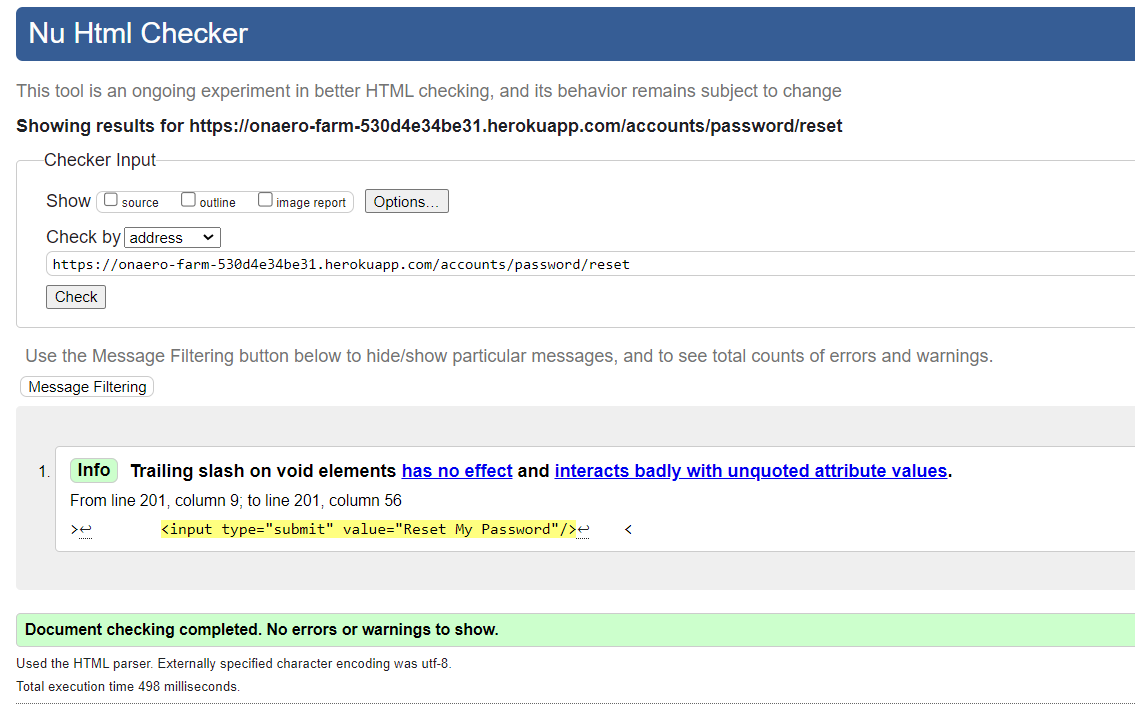 Nu Html Checker
This tool is an ongoing experiment in better HTML checking, and its behavior remains subject to change
Showing results for https://onaero-farm-530d4e34be31.herokuapp.com/accounts/password/reset
Checker Input
Show source outline image report Options...
Check by address
https://onaero-farm-530d4e34be31.herokuapp.com/accounts/password/reset
Check
Use the Message Filtering button below to hide/show particular messages, and to see total counts of errors and warnings.
Message Filtering
1. Info Trailing slash on void elements has no effect and interacts badly with unquoted attribute values.
From line 201, column 9; to line 201, column 56
>↩ <input type="submit" value="Reset My Password"/>↩ <
Document checking completed. No errors or warnings to show.
Used the HTML parser. Externally specified character encoding was utf-8.
Total execution time 498 milliseconds.